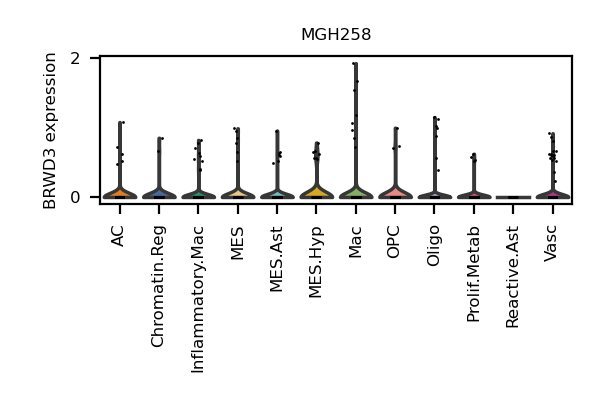 MGH258
BRWD3 expression
2
0
AC
Chromatin.Reg
Inflammatory.Mac
MES
MES.Ast
MES.Hyp
Mac
OPC
Oligo
Prolif.Metab
Reactive.Ast
Vasc